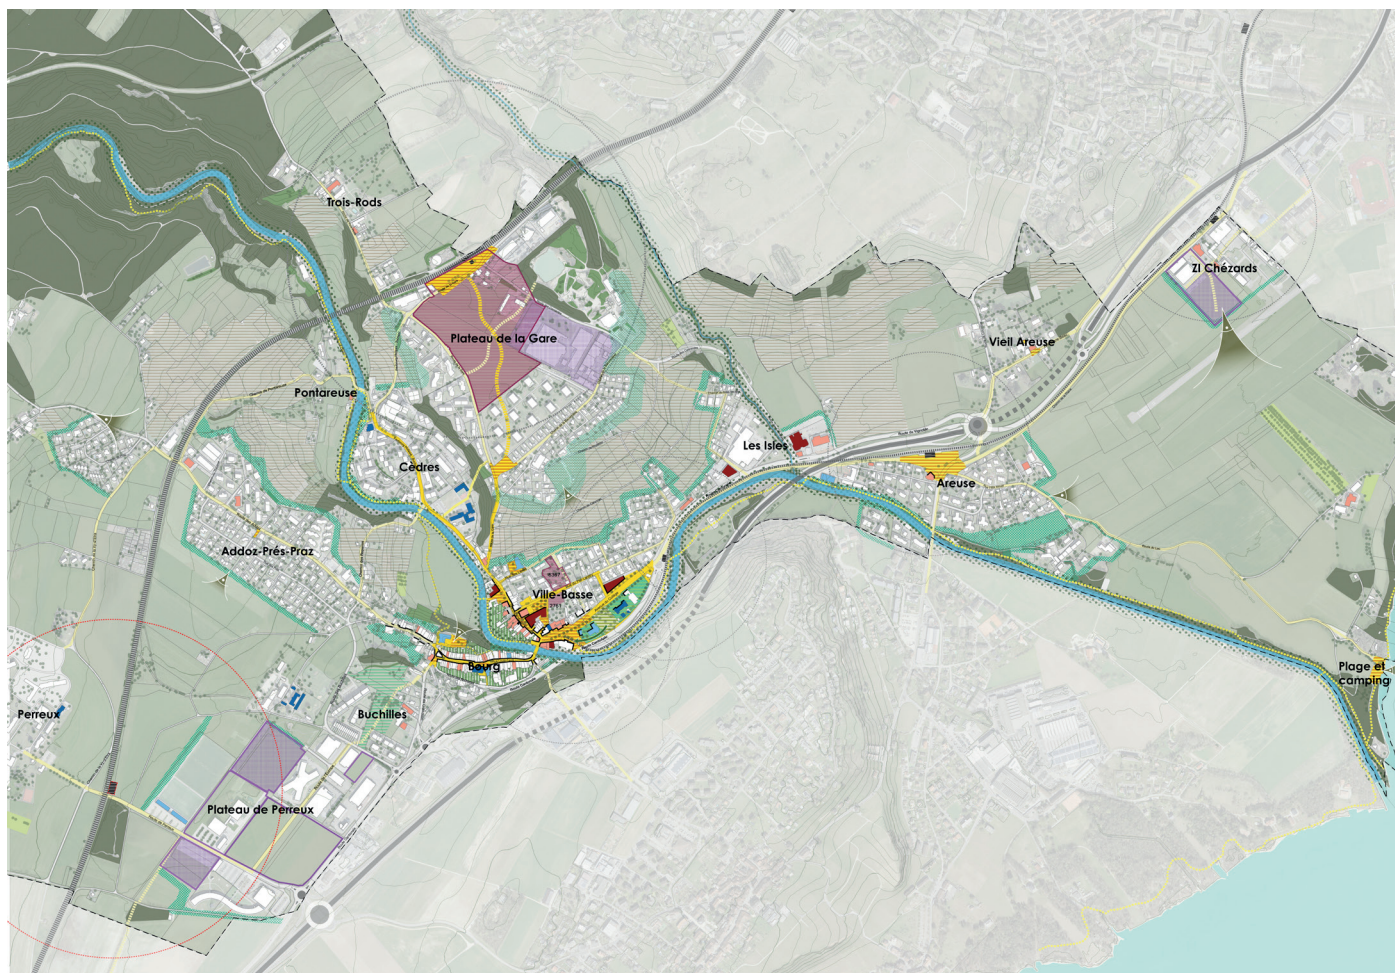 Trois-Rods
ZI Chézards
Plateau de la Gare
Vieil Areuse
Pontareuse
Les Isles
Cèdres
Areuse
Addoz-Prés-Praz
Ville-Basse
Bourg
Plage et
camping
Perreux
Buchilles
Plateau de Perreux